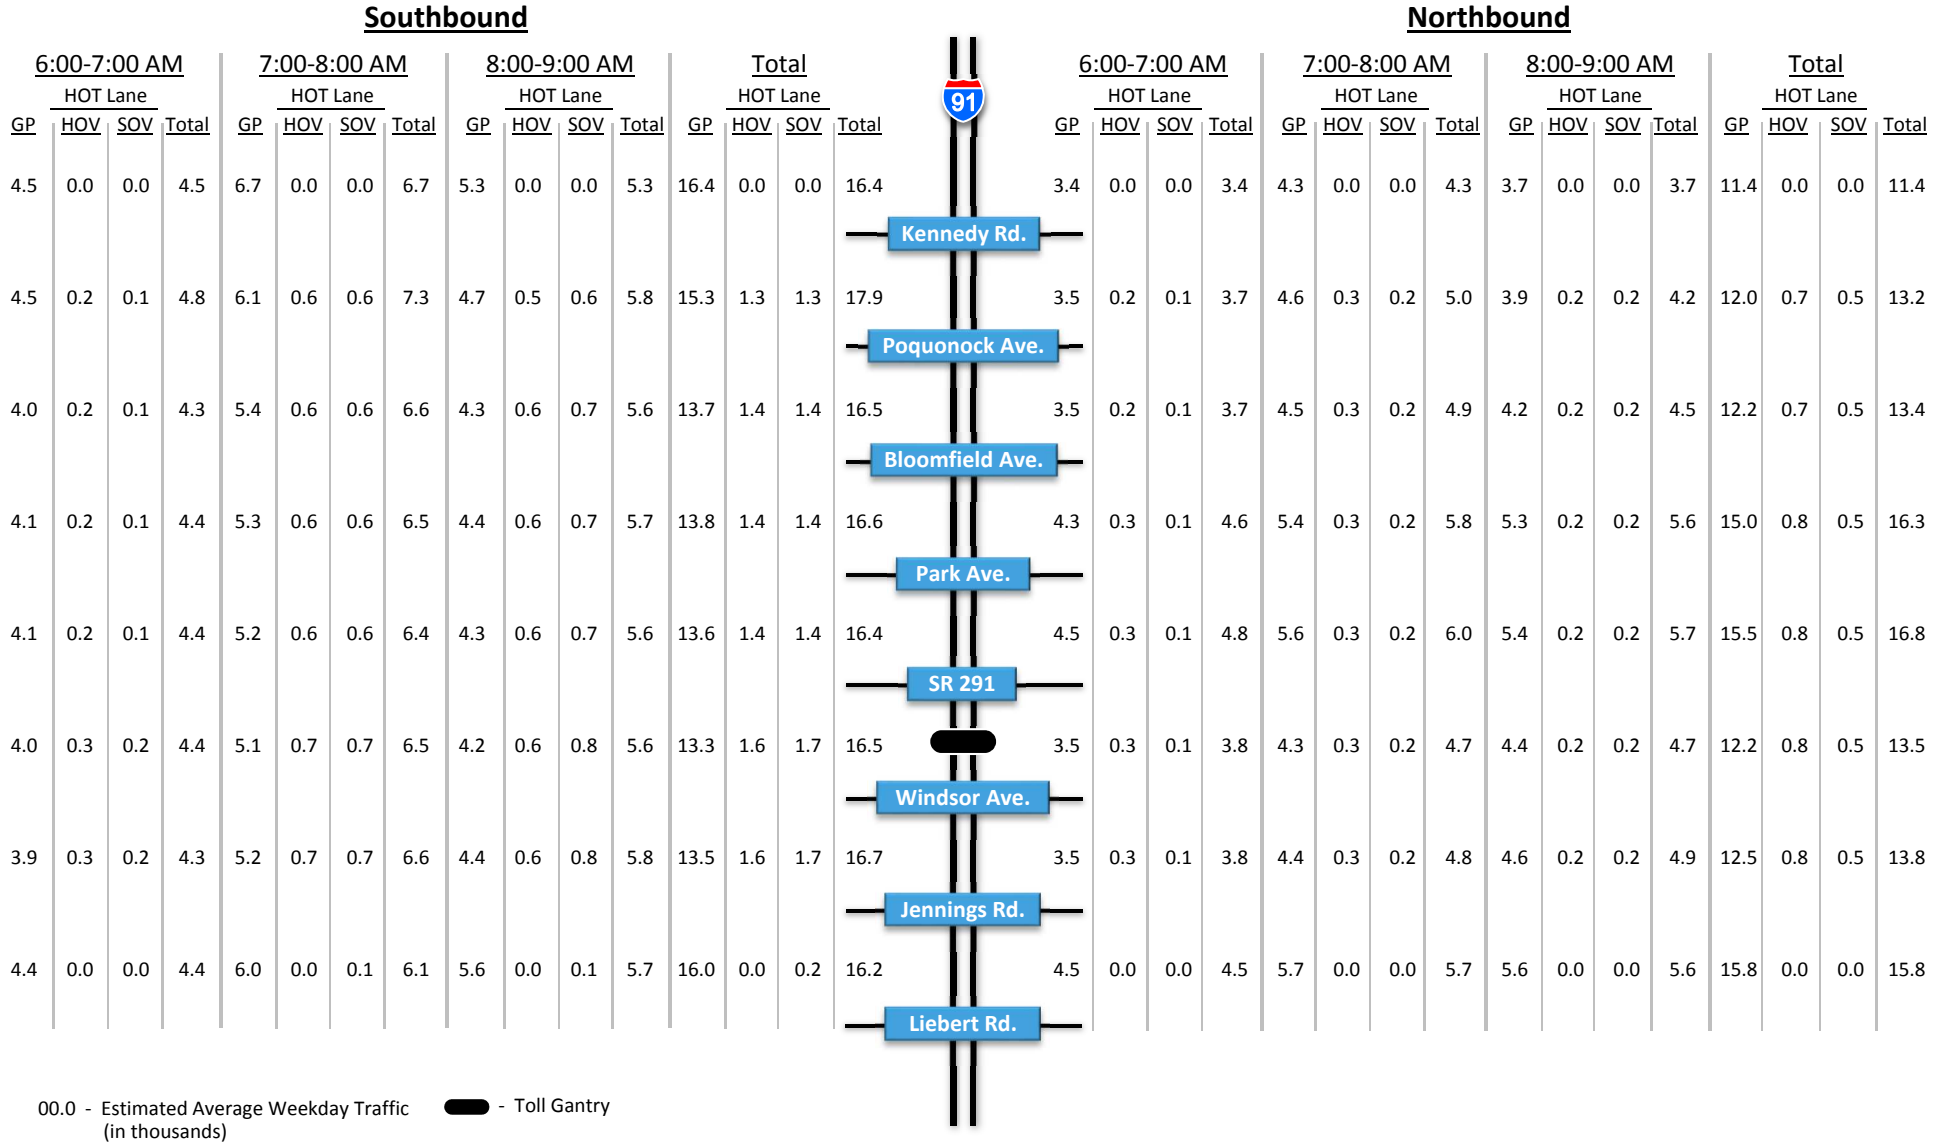 Southbound Northbound
6:00-7:00 AM 7:00-8:00 AM 8:00-9:00 AM Total 6:00-7:00 AM 7:00-8:00 AM 8:00-9:00 AM Total
HOT Lane HOT Lane HOT Lane HOT Lane 91 HOT Lane HOT Lane HOT Lane HOT Lane
GP HOV SOV Total GP HOV SOV Total GP HOV SOV Total GP HOV SOV Total GP HOV SOV Total GP HOV SOV Total GP HOV SOV Total GP HOV SOV Total
4.5 0.0 0.0 4.5 6.7 0.0 0.0 6.7 5.3 0.0 0.0 5.3 16.4 0.0 0.0 16.4 3.4 0.0 0.0 3.4 4.3 0.0 0.0 4.3 3.7 0.0 0.0 3.7 11.4 0.0 0.0 11.4
Kennedy Rd.
4.5 0.2 0.1 4.8 6.1 0.6 0.6 7.3 4.7 0.5 0.6 5.8 15.3 1.3 1.3 17.9 3.5 0.2 0.1 3.7 4.6 0.3 0.2 5.0 3.9 0.2 0.2 4.2 12.0 0.7 0.5 13.2
Poquonock Ave.
4.0 0.2 0.1 4.3 5.4 0.6 0.6 6.6 4.3 0.6 0.7 5.6 13.7 1.4 1.4 16.5 3.5 0.2 0.1 3.7 4.5 0.3 0.2 4.9 4.2 0.2 0.2 4.5 12.2 0.7 0.5 13.4
Bloomfield Ave.
4.1 0.2 0.1 4.4 5.3 0.6 0.6 6.5 4.4 0.6 0.7 5.7 13.8 1.4 1.4 16.6 4.3 0.3 0.1 4.6 5.4 0.3 0.2 5.8 5.3 0.2 0.2 5.6 15.0 0.8 0.5 16.3
Park Ave.
4.1 0.2 0.1 4.4 5.2 0.6 0.6 6.4 4.3 0.6 0.7 5.6 13.6 1.4 1.4 16.4 4.5 0.3 0.1 4.8 5.6 0.3 0.2 6.0 5.4 0.2 0.2 5.7 15.5 0.8 0.5 16.8
SR 291
4.0 0.3 0.2 4.4 5.1 0.7 0.7 6.5 4.2 0.6 0.8 5.6 13.3 1.6 1.7 16.5 3.5 0.3 0.1 3.8 4.3 0.3 0.2 4.7 4.4 0.2 0.2 4.7 12.2 0.8 0.5 13.5
Windsor Ave.
3.9 0.3 0.2 4.3 5.2 0.7 0.7 6.6 4.4 0.6 0.8 5.8 13.5 1.6 1.7 16.7 3.5 0.3 0.1 3.8 4.4 0.3 0.2 4.8 4.6 0.2 0.2 4.9 12.5 0.8 0.5 13.8
Jennings Rd.
4.4 0.0 0.0 4.4 6.0 0.0 0.1 6.1 5.6 0.0 0.1 5.7 16.0 0.0 0.2 16.2 4.5 0.0 0.0 4.5 5.7 0.0 0.0 5.7 5.6 0.0 0.0 5.6 15.8 0.0 0.0 15.8
Liebert Rd.
00.0 - Estimated Average Weekday Traffic - Toll Gantry
(in thousands)